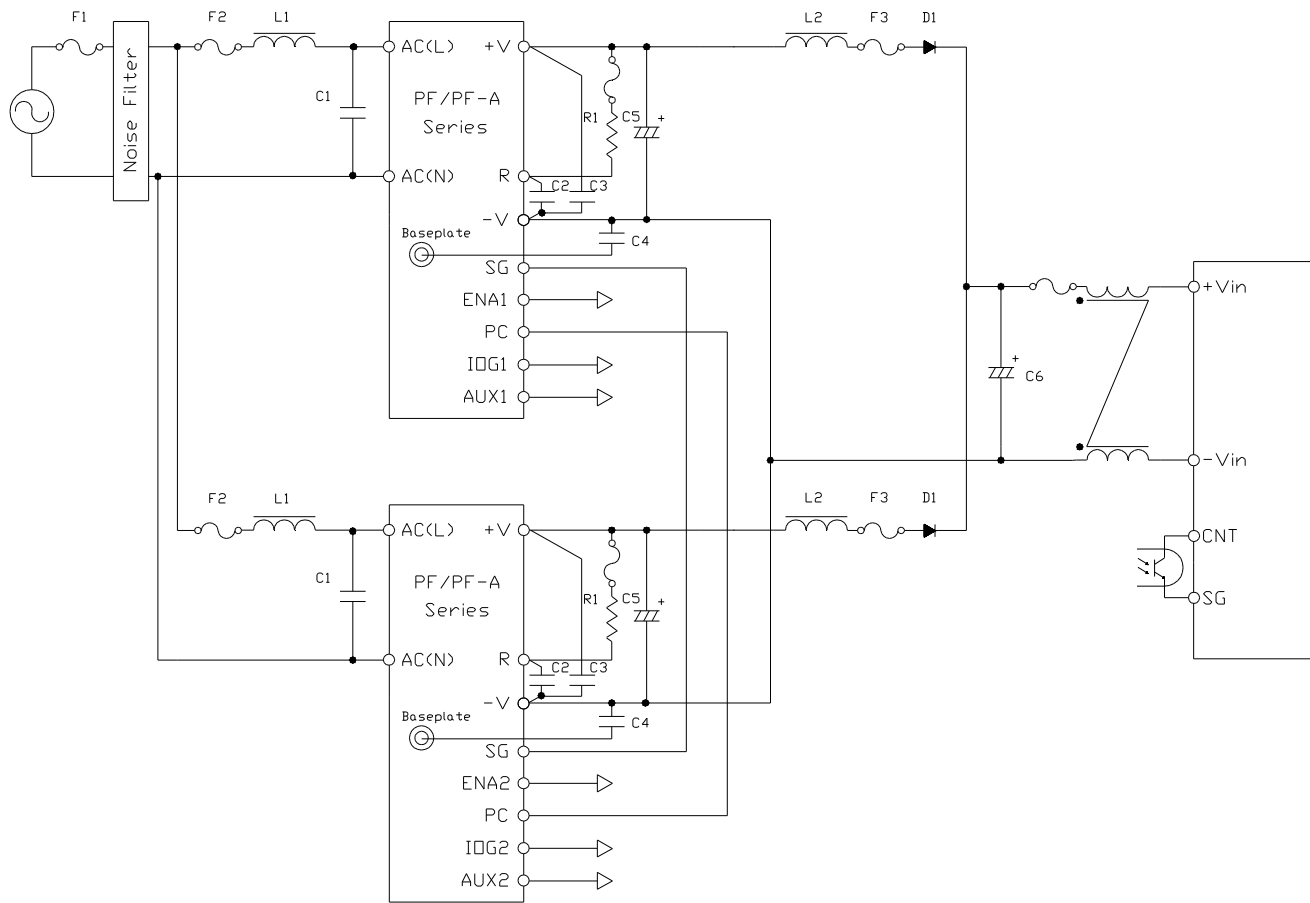 F1
F2
L1
L2
F3
D1
Noise Filter
C1
AC(L)
+V
PF/PF-A
Series
R1
C5
+
AC(N)
R
C2
C3
-V
Baseplate
C4
SG
ENA1
PC
IOG1
AUX1
+Vin
+
C6
-Vin
CNT
SG
F2
L1
L2
F3
D1
C1
AC(L)
+V
PF/PF-A
Series
R1
C5
+
AC(N)
R
C2
C3
-V
Baseplate
C4
SG
ENA2
PC
IOG2
AUX2